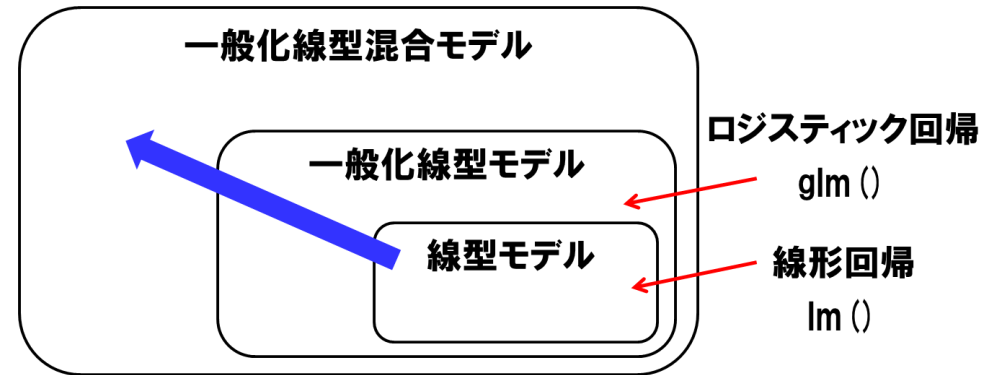 一般化線型混合モデル
一般化線型モデル
線型モデル
ロジスティック回帰
glm ()
線形回帰
lm ()